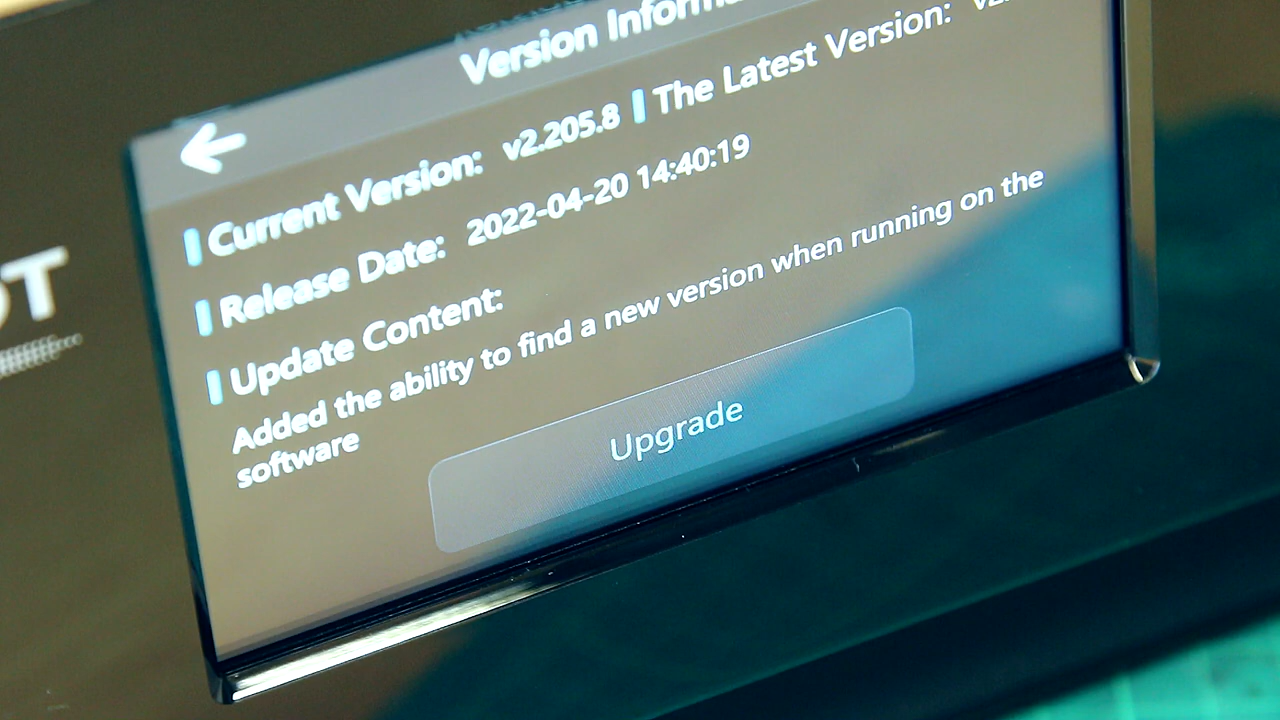 Version
Current Version: v2.205.8 The Latest Version:
Release Date: 2022-04-20 14:40:19
Update Content:
Added the ability to find a new version when running on the
software
Upgrade